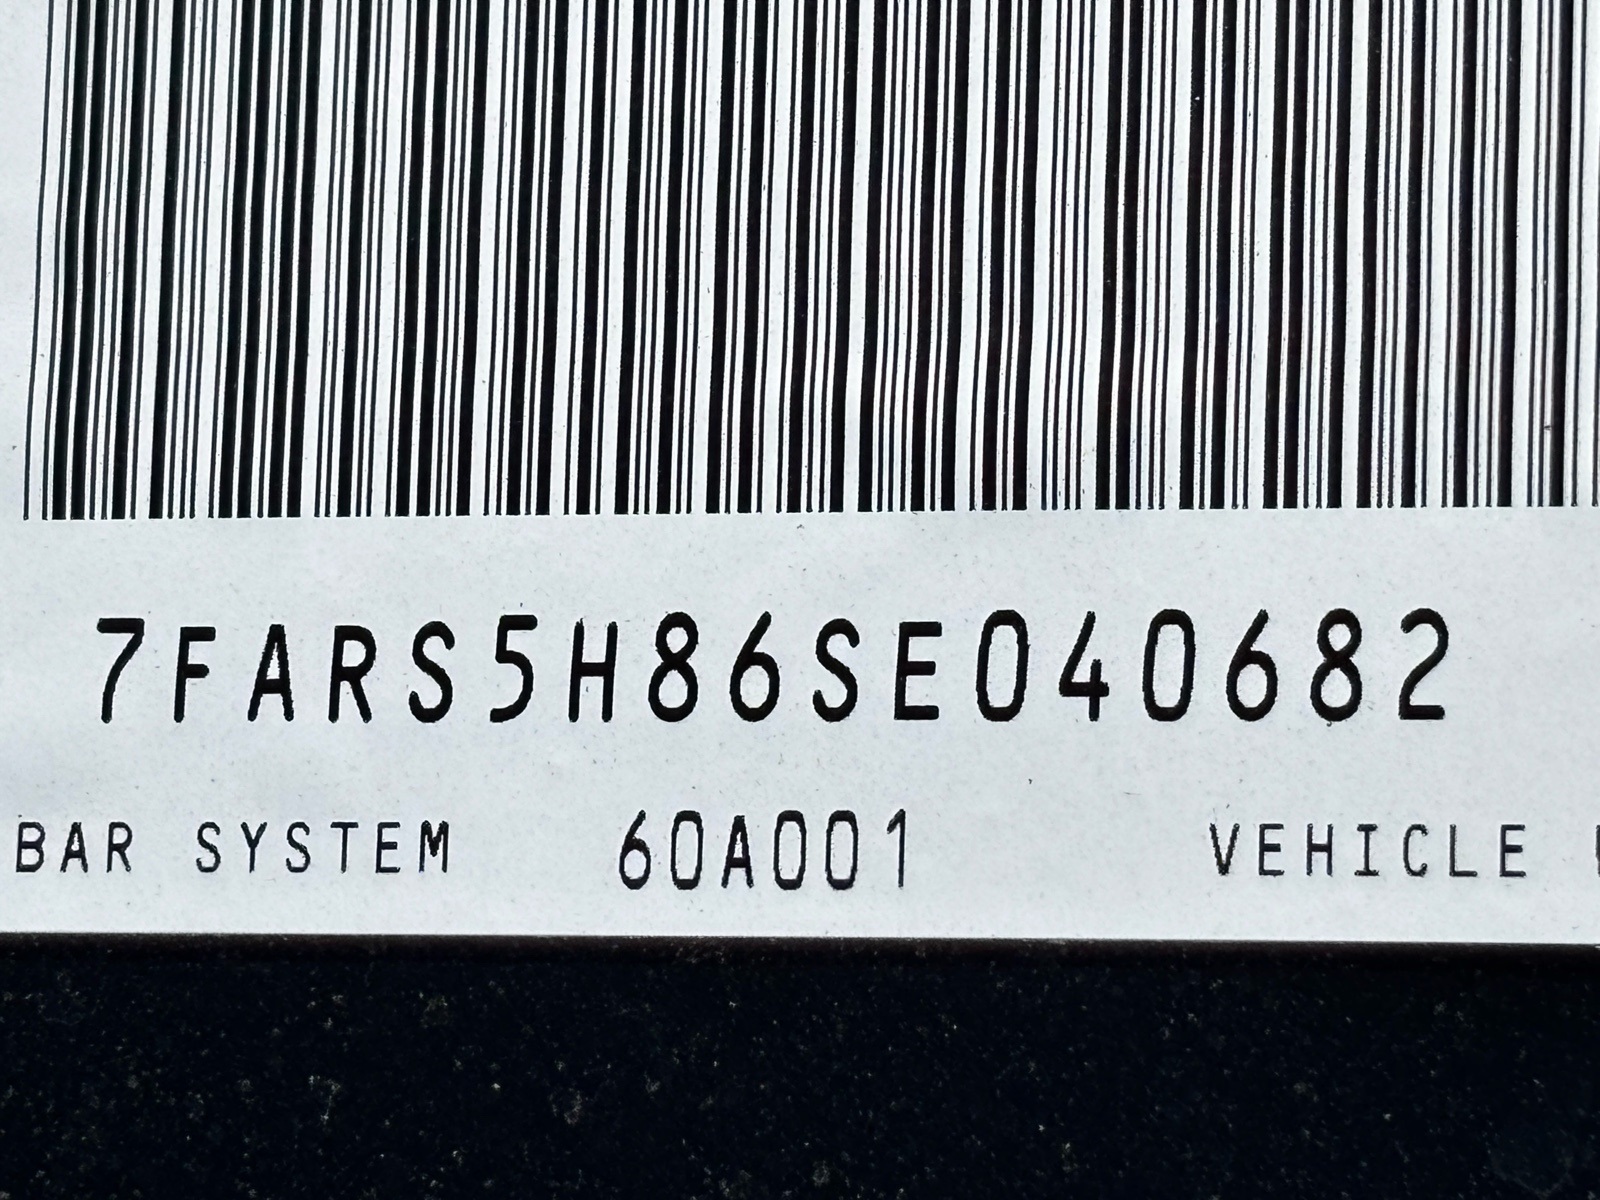 7FARS5H86SE040682
BAR SYSTEM 60A001 VEHICLE